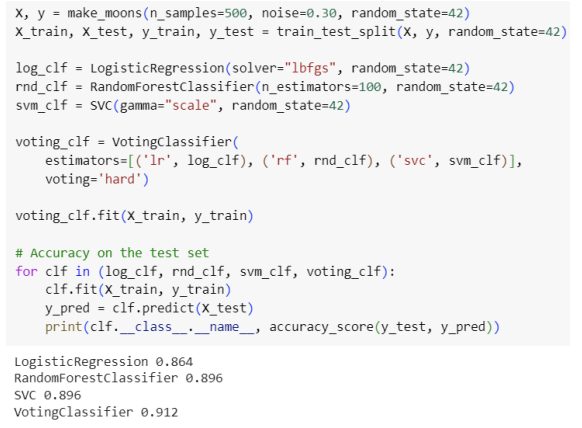 X, y = make_moons(n_samples=500, noise=0.30, random_state=42)
X_train, X_test, y_train, y_test = train_test_split(X, y, random_state=42)

log_clf = LogisticRegression(solver="lbfgs", random_state=42)
rnd_clf = RandomForestClassifier(n_estimators=100, random_state=42)
svm_clf = SVC(gamma="scale", random_state=42)

voting_clf = VotingClassifier(
    estimators=[('lr', log_clf), ('rf', rnd_clf), ('svc', svm_clf)],
    voting='hard')

voting_clf.fit(X_train, y_train)

# Accuracy on the test set
for clf in (log_clf, rnd_clf, svm_clf, voting_clf):
    clf.fit(X_train, y_train)
    y_pred = clf.predict(X_test)
    print(clf.__class__.__name__, accuracy_score(y_test, y_pred))

LogisticRegression 0.864
RandomForestClassifier 0.896
SVC 0.896
VotingClassifier 0.912